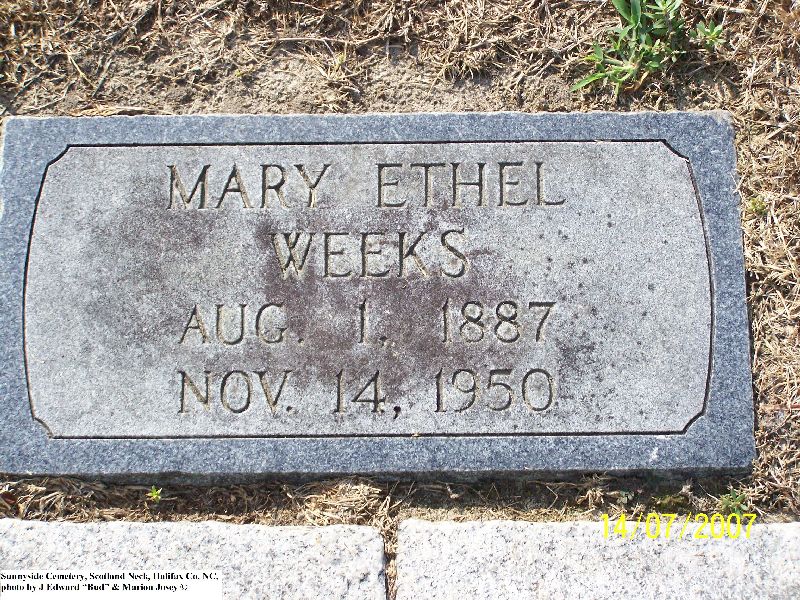 MARY ETHEL
WEEKS
AUG. 1, 1887
NOV. 14, 1950
14/07/2007
Sunnyside Cemetery, Scotland Neck, Halifax Co. NC,
photo by J Edward "Bud" & Marion Josey ©